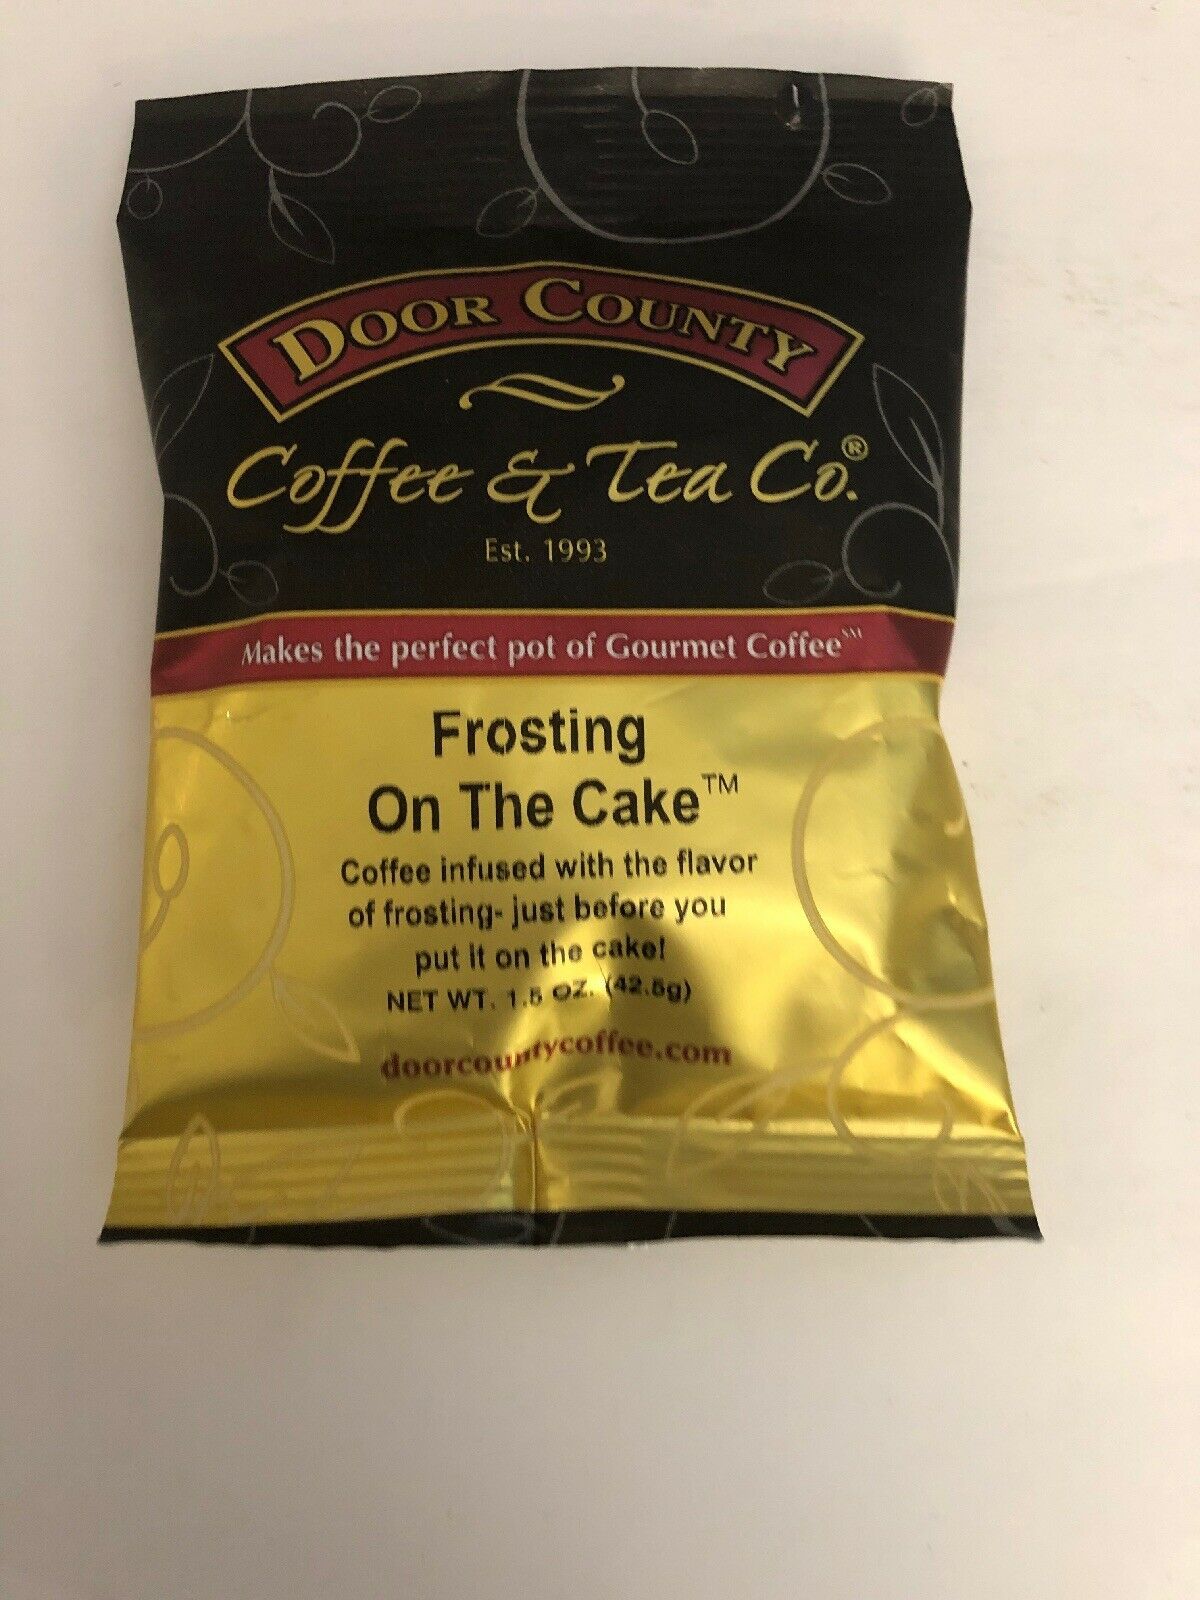 DOOR COUNTY
Coffee & Tea Co.®
Est. 1993
Makes the perfect pot of Gourmet Coffee℠
Frosting
On The Cake™
Coffee infused with the flavor
of frosting- just before you
put it on the cake!
NET WT. 1.5 OZ. (42.5g)
doorcountycoffee.com